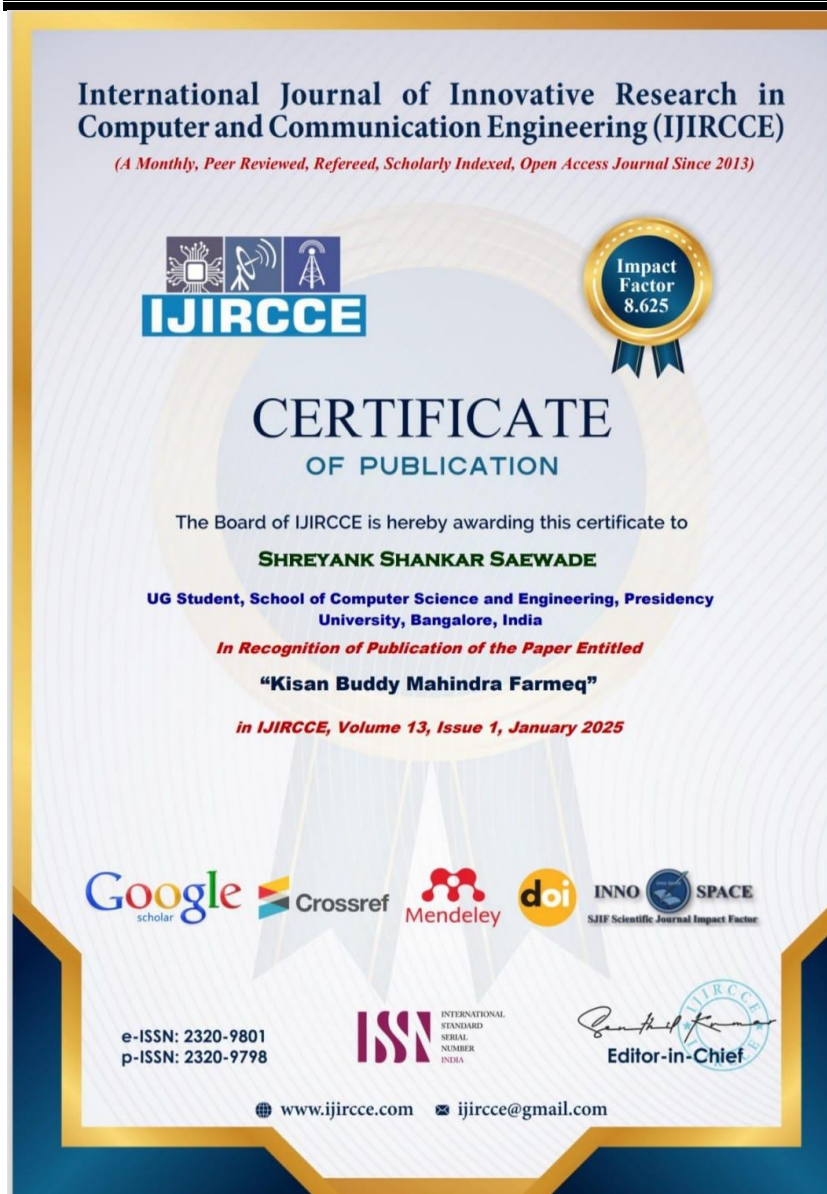 International Journal of Innovative Research in
Computer and Communication Engineering (IJIRCCE)
(A Monthly, Peer Reviewed, Refereed, Scholarly Indexed, Open Access Journal Since 2013)
IJIRCCE
Impact
Factor
8.625
CERTIFICATE
OF PUBLICATION
The Board of IJIRCCE is hereby awarding this certificate to
SHREYANK SHANKAR SAEWADE
UG Student, School of Computer Science and Engineering, Presidency
University, Bangalore, India
In Recognition of Publication of the Paper Entitled
“Kisan Buddy Mahindra Farmeq”
in IJIRCCE, Volume 13, Issue 1, January 2025
Google
scholar
Crossref
Mendeley
doi
INNO SPACE
SJIF Scientific Journal Impact Factor
e-ISSN: 2320-9801
p-ISSN: 2320-9798
ISSN
INTERNATIONAL
STANDARD
SERIAL
NUMBER
INDIA
Senthil Kumar
IJIRCCE
IJIRCCE
Editor-in-Chief
www.ijircce.com ijircce@gmail.com